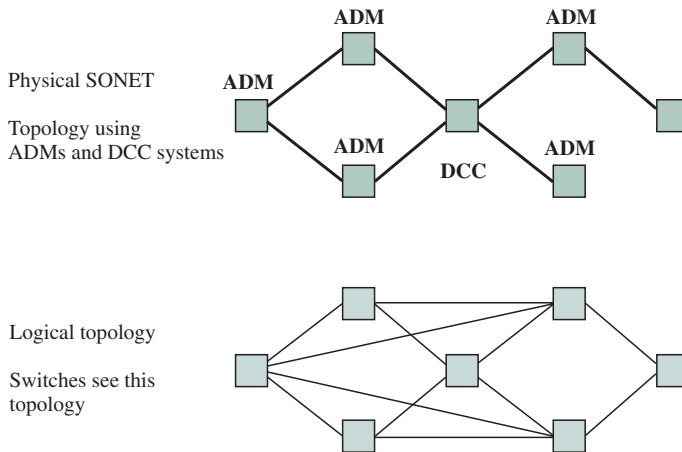 ADM
ADM
Physical SONET
ADM
Topology using
ADMs and DCC systems
ADM
ADM
DCC
Logical topology
Switches see this
topology